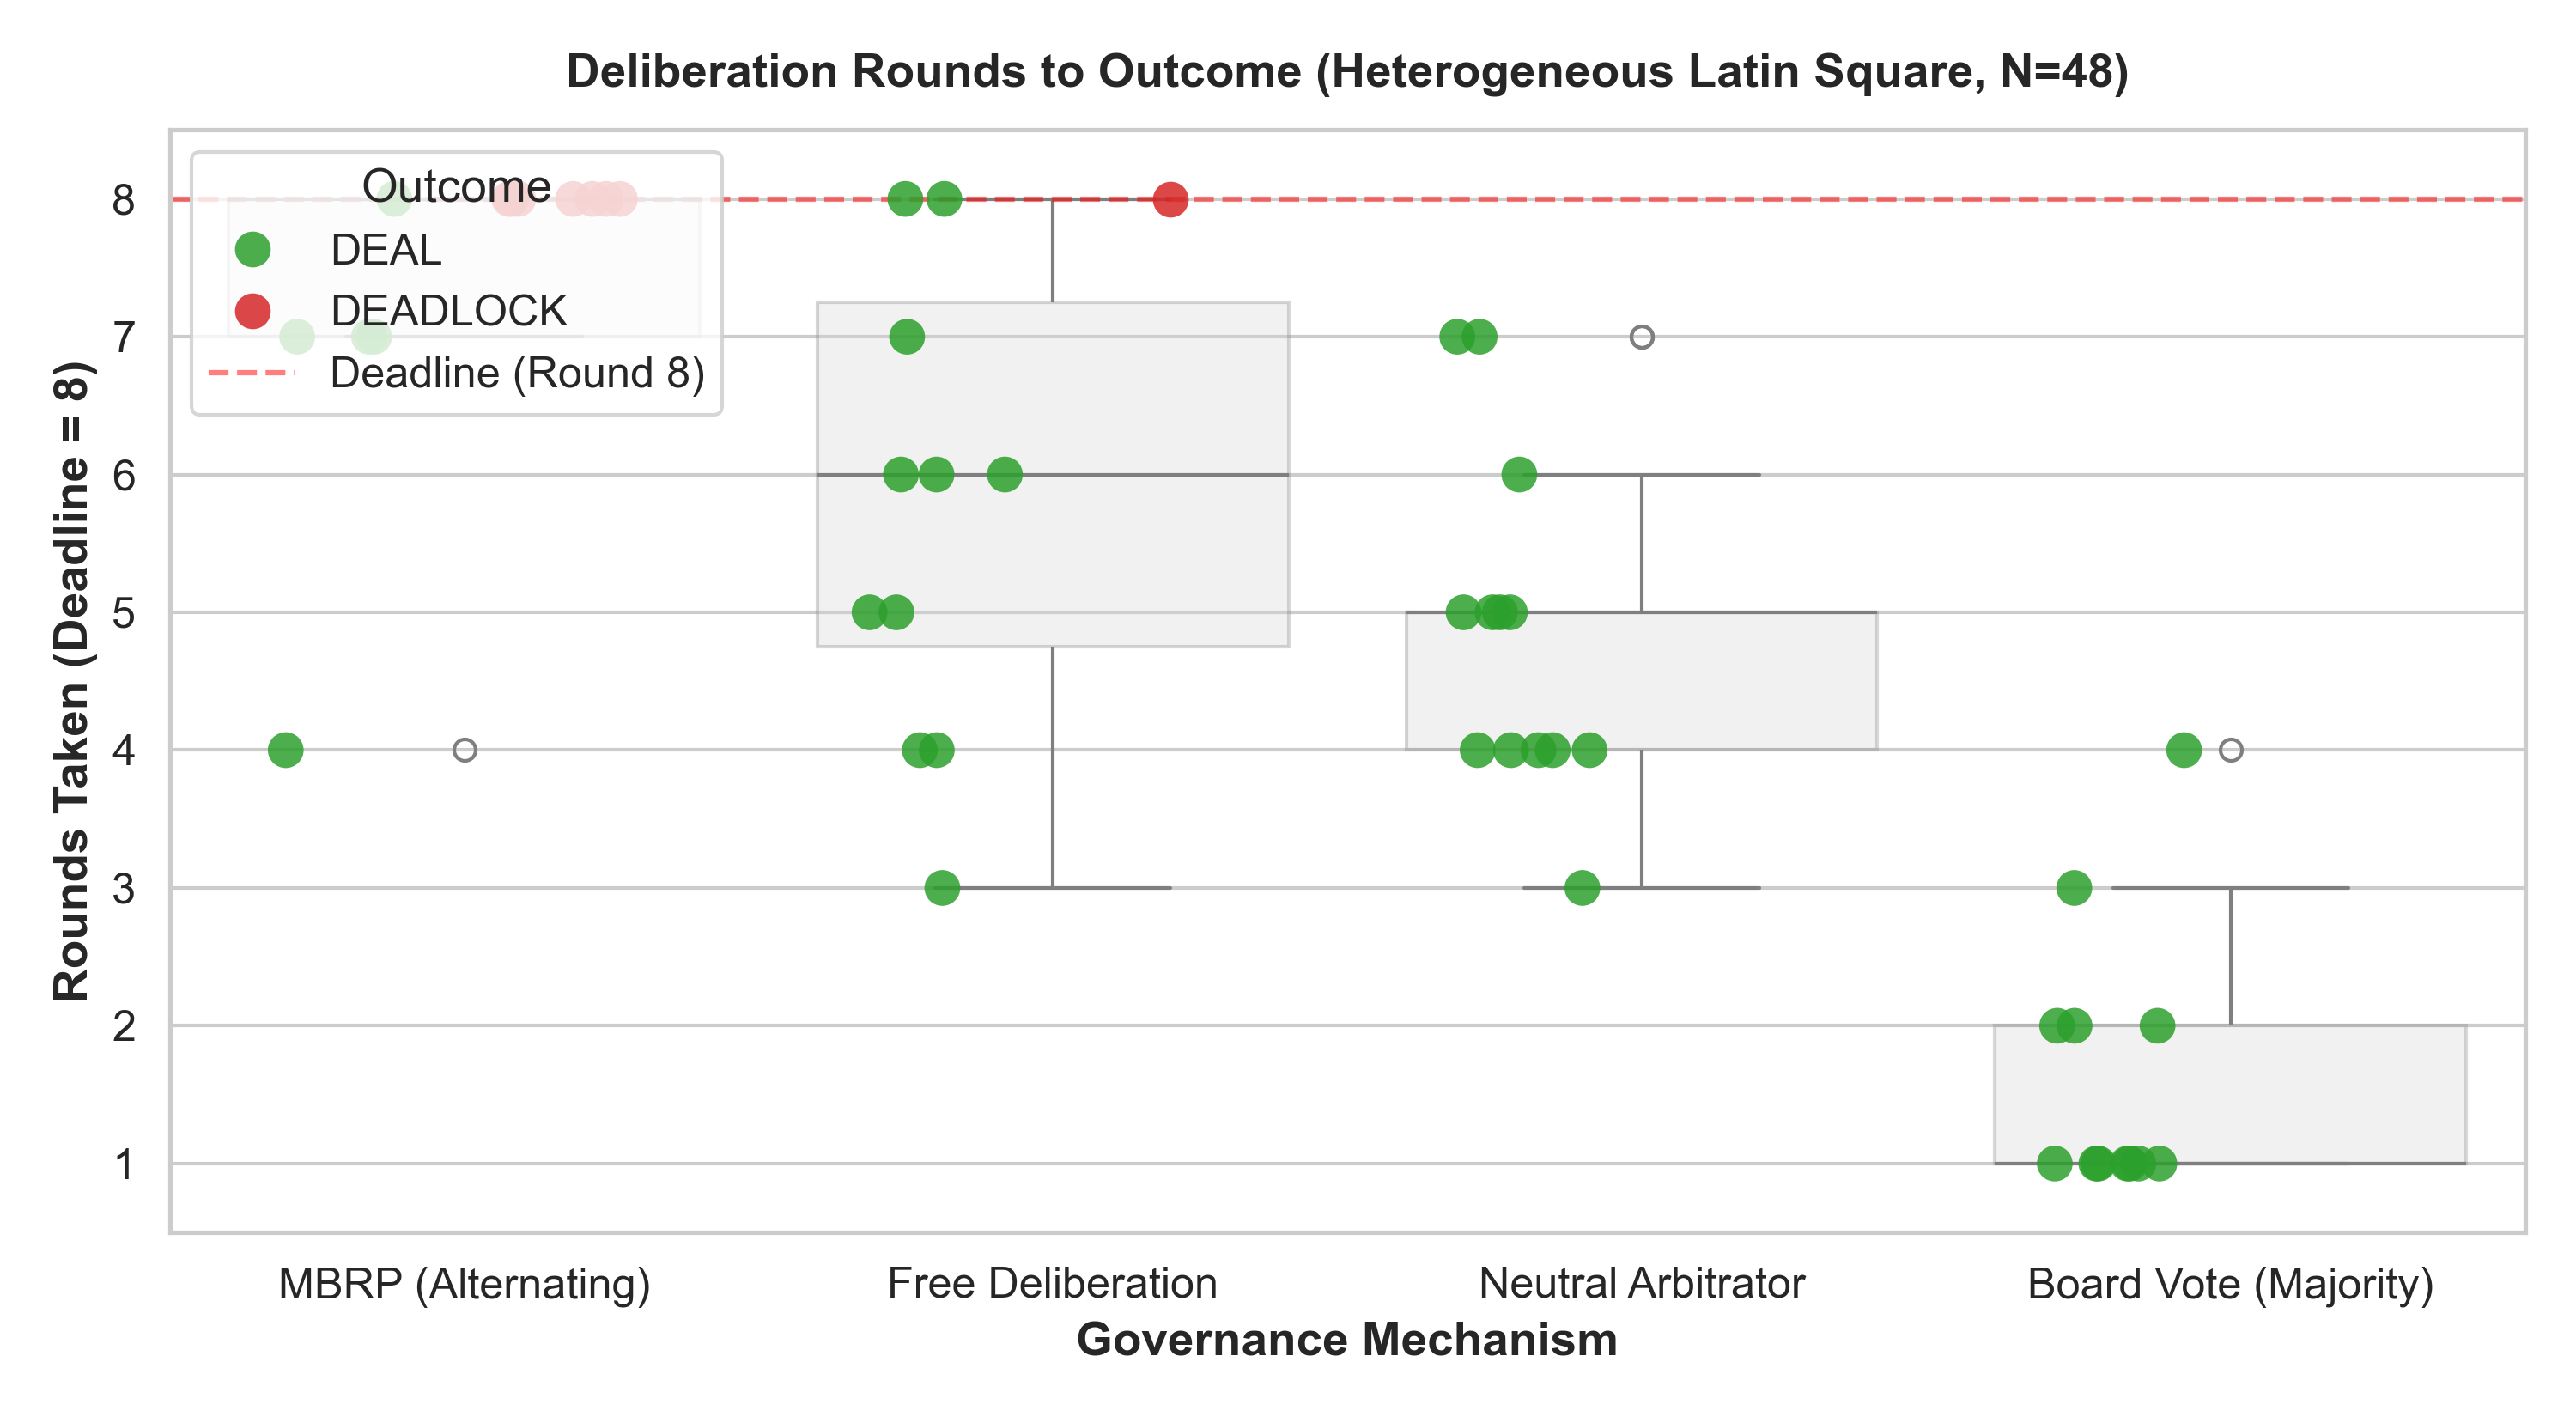 Deliberation Rounds to Outcome (Heterogeneous Latin Square, N=48)
Rounds Taken (Deadline = 8)
8
7
6
5
4
3
2
1
Outcome
DEAL
DEADLOCK
Deadline (Round 8)
MBRP (Alternating)
Free Deliberation
Neutral Arbitrator
Board Vote (Majority)
Governance Mechanism